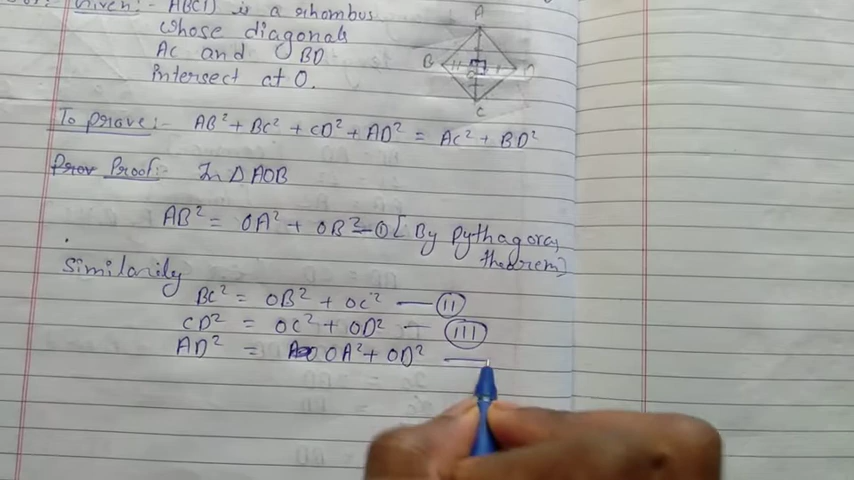 Given:- ABCD is a rhombus
whose diagonals
AC and BD
Intersect at O.
A
B
O
D
C
To prove:- AB² + BC² + CD² + AD² = AC² + BD²
Prov Proof:- In Δ AOB
AB² = OA² + OB² — ① [By Pythagoras
theorem]
Similarily
BC² = OB² + OC² — II
CD² = OC² + OD² — III
AD² = OA² + OD² —